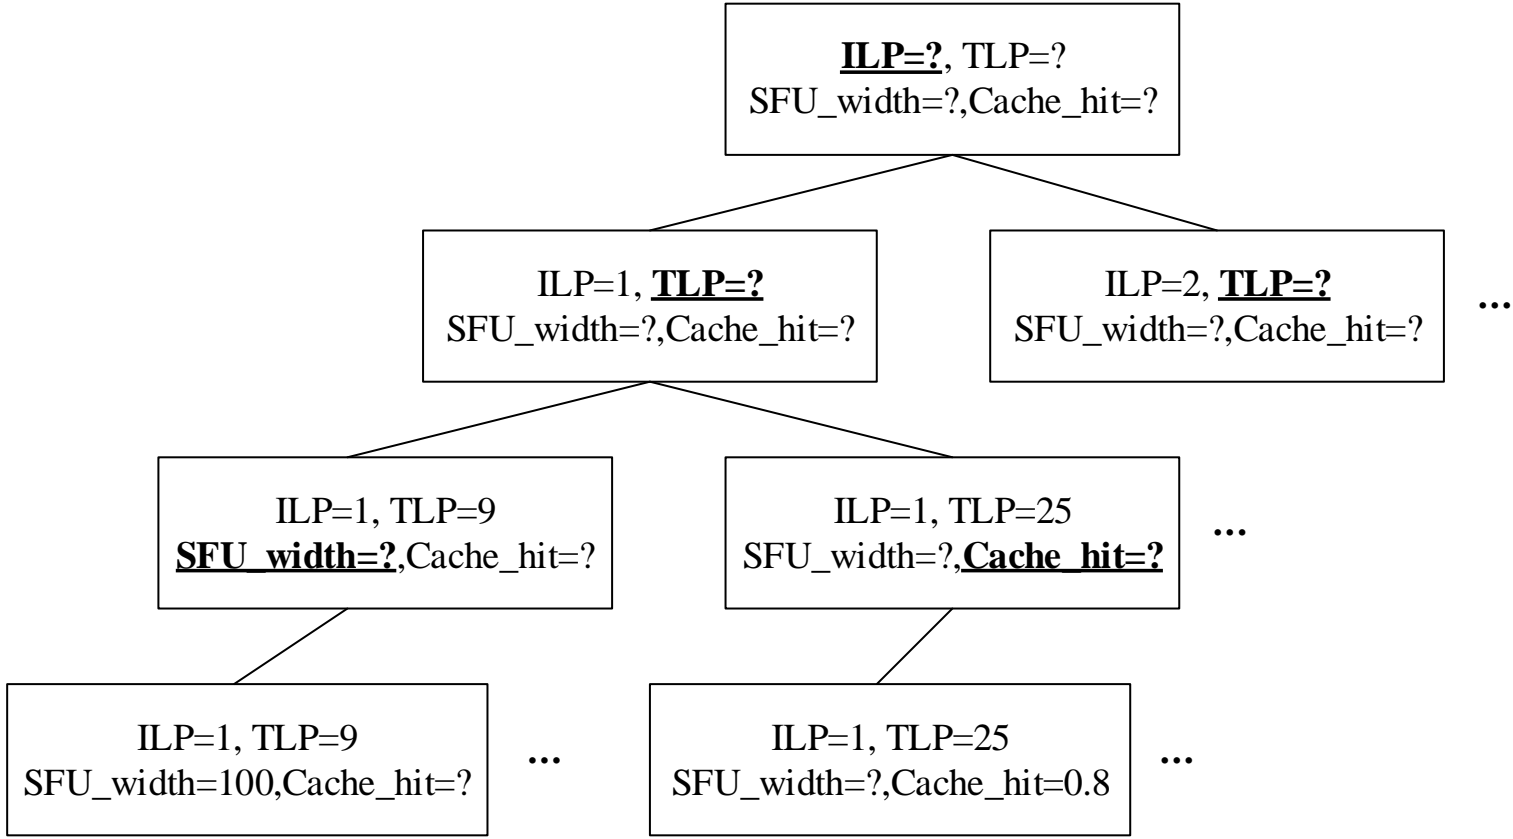 ILP=?, TLP=?
SFU_width=?,Cache_hit=?
ILP=1, TLP=?
SFU_width=?,Cache_hit=?
ILP=2, TLP=?
SFU_width=?,Cache_hit=?
...
ILP=1, TLP=9
SFU_width=?,Cache_hit=?
ILP=1, TLP=25
SFU_width=?,Cache_hit=?
...
ILP=1, TLP=9
SFU_width=100,Cache_hit=?
...
ILP=1, TLP=25
SFU_width=?,Cache_hit=0.8
...